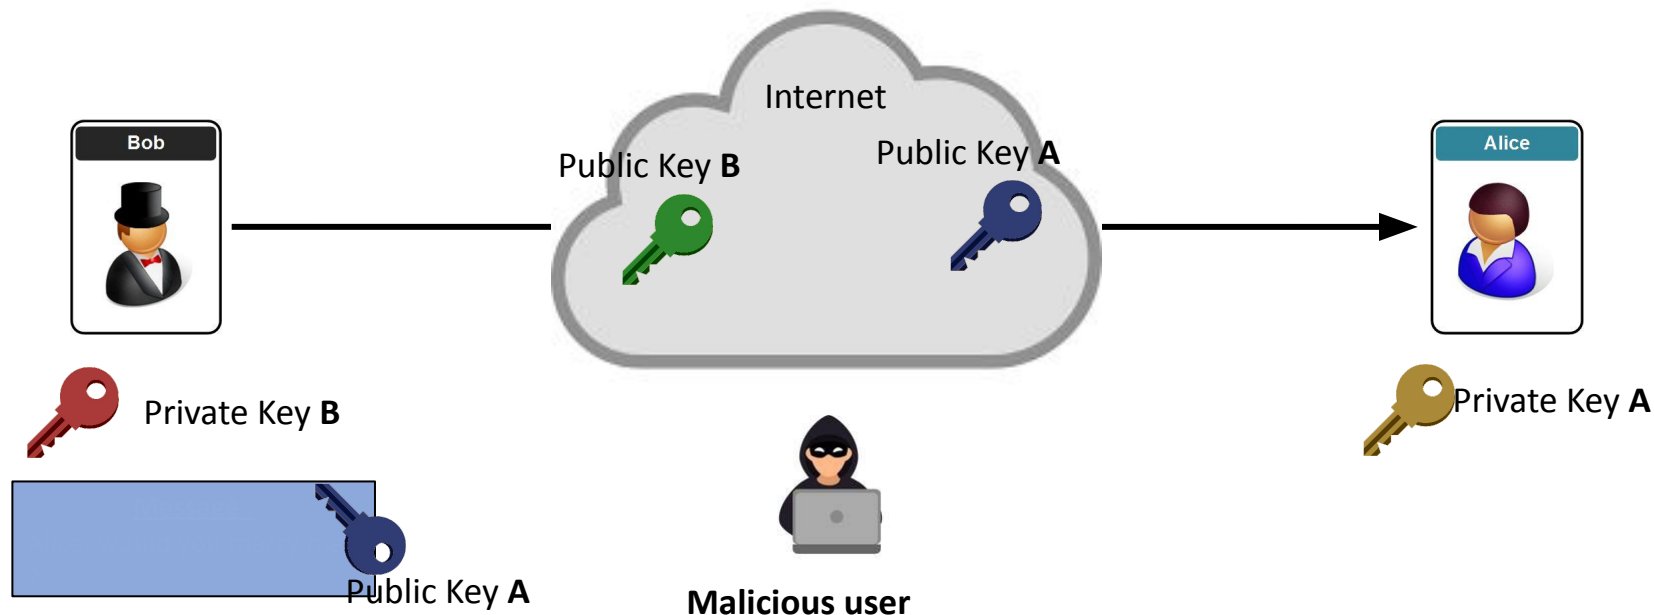 Internet
Bob
Alice
Public Key B
Public Key A
Private Key B
Private Key A
Public Key A
Malicious user